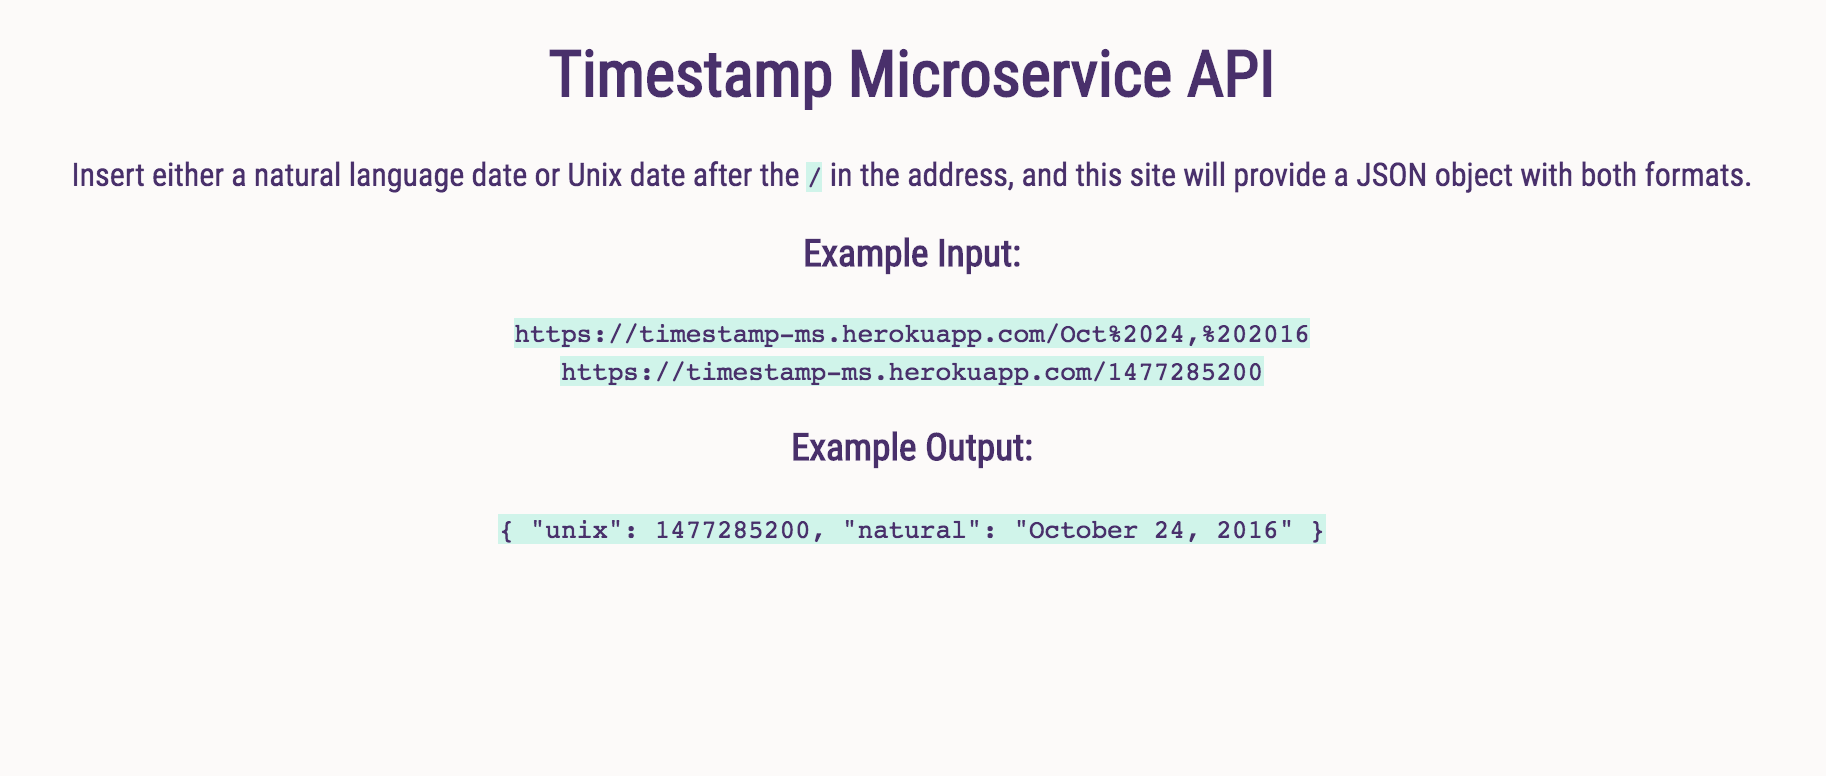 Timestamp Microservice API
Insert either a natural language date or Unix date after the / in the address, and this site will provide a JSON object with both formats.
Example Input:
https://timestamp-ms.herokuapp.com/Oct%2024,%202016
https://timestamp-ms.herokuapp.com/1477285200
Example Output:
{ "unix": 1477285200, "natural": "October 24, 2016" }